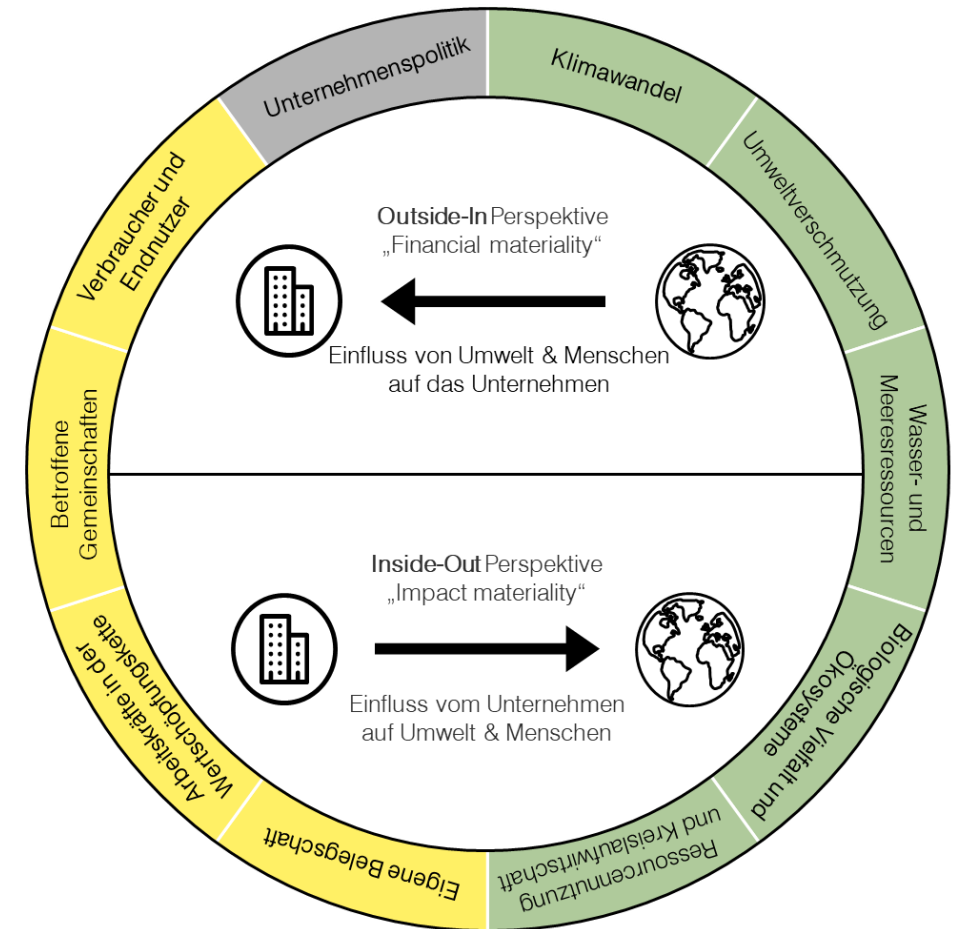 Unternehmenspolitik
Klimawandel
Umweltverschmutzung
Wasser- und
Meeresressourcen
Biologische Vielfalt und
Ökosysteme
Ressourcennutzung
und Kreislaufwirtschaft
Eigene Belegschaft
Arbeitskräfte in der
Wertschöpfungskette
Betroffene
Gemeinschaften
Verbraucher und
Endnutzer
Outside-In Perspektive
„Financial materiality“
Einfluss von Umwelt & Menschen
auf das Unternehmen
Inside-Out Perspektive
„Impact materiality“
Einfluss vom Unternehmen
auf Umwelt & Menschen